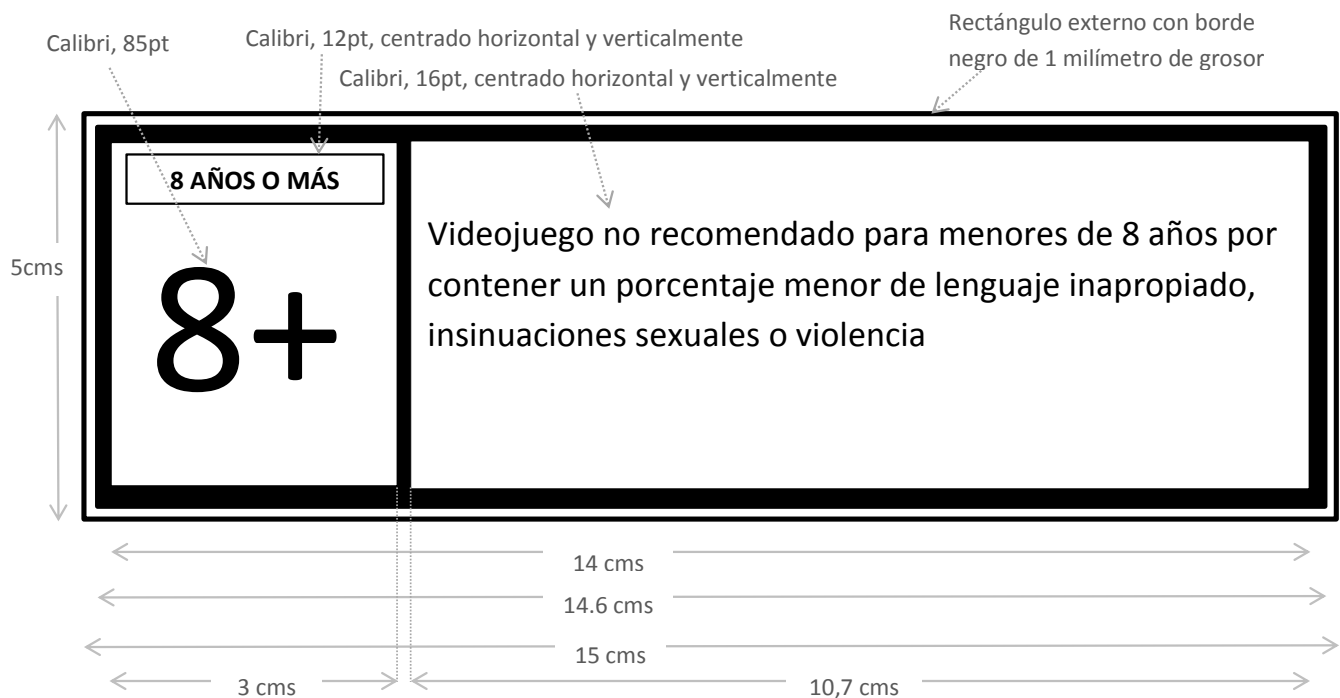 Calibri, 85pt
Calibri, 12pt, centrado horizontal y verticalmente
Calibri, 16pt, centrado horizontal y verticalmente
Rectángulo externo con borde
negro de 1 milímetro de grosor
5cms
8 AÑOS O MÁS
8+
Videojuego no recomendado para menores de 8 años por
contener un porcentaje menor de lenguaje inapropiado,
insinuaciones sexuales o violencia
14 cms
14.6 cms
15 cms
3 cms
10,7 cms